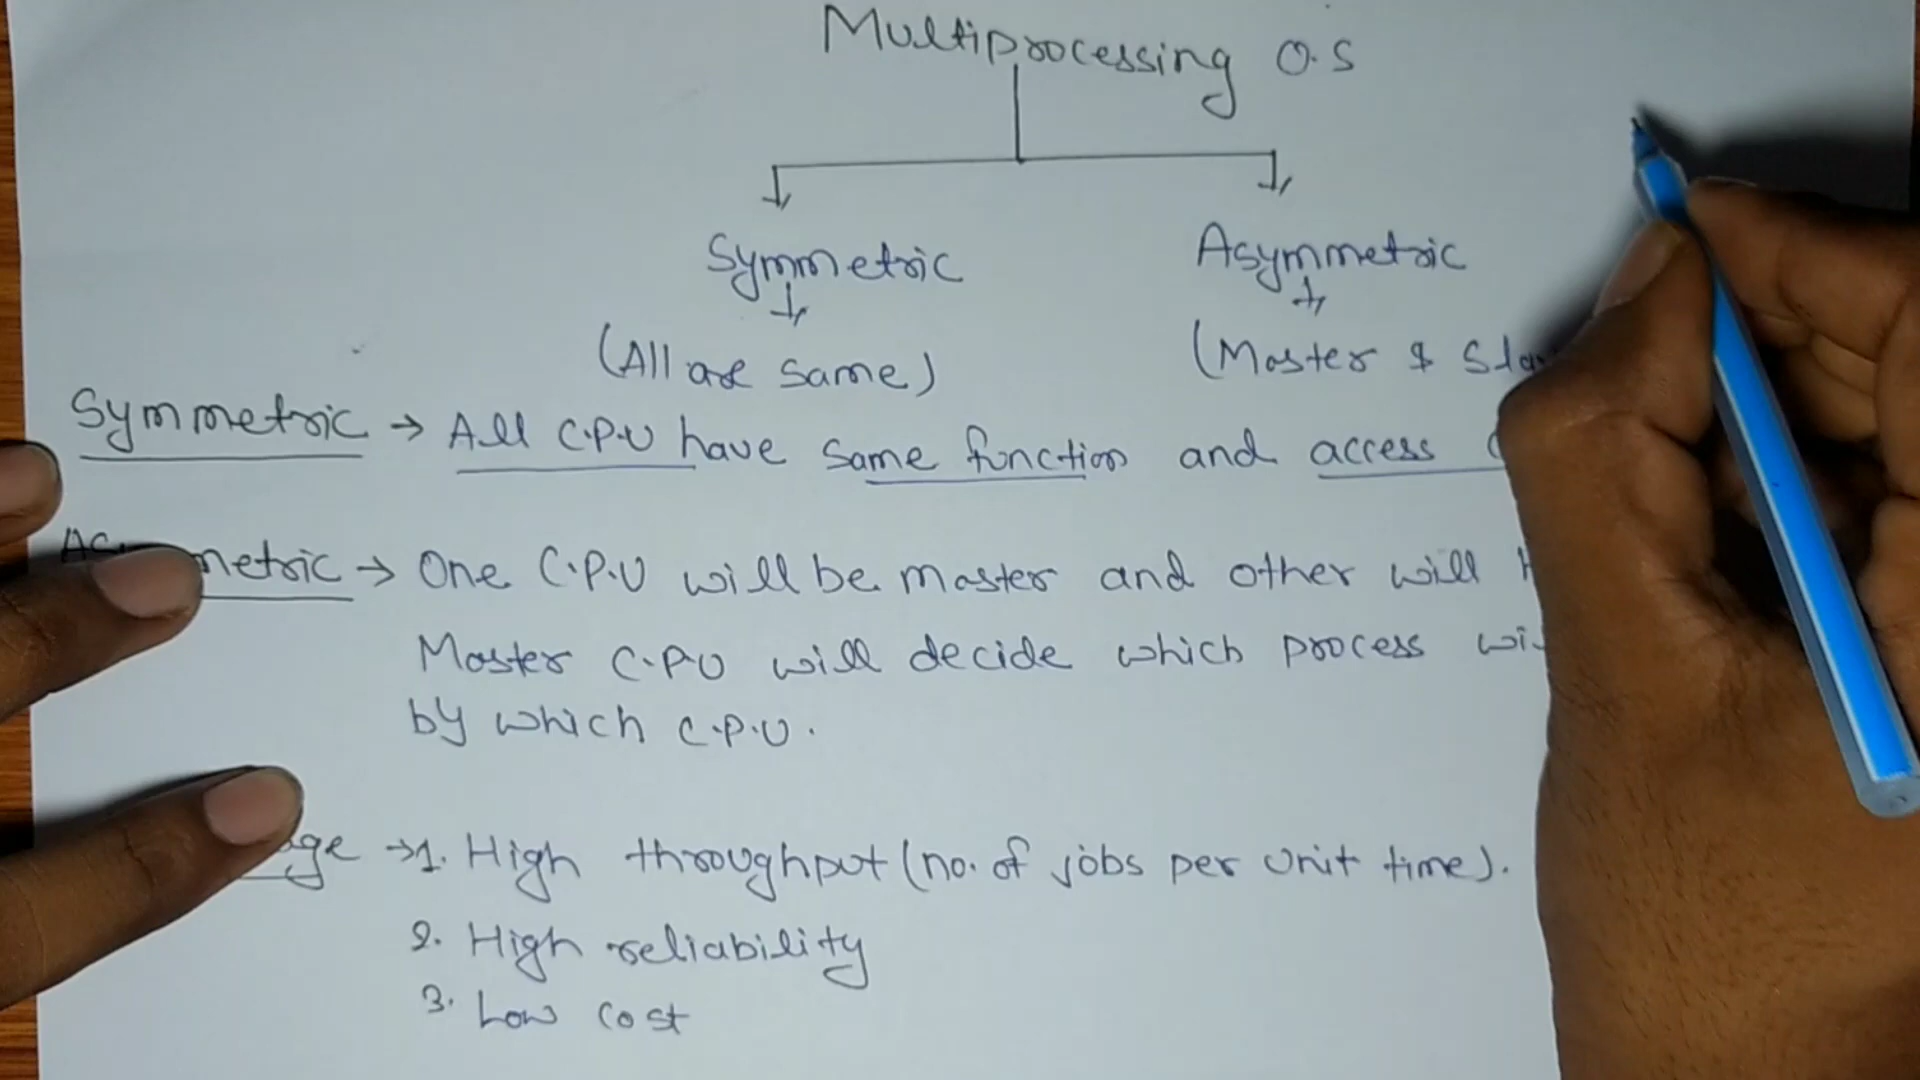 Multiprocessing O.S
Symmetric Asymmetric
(All are same) (Master &
Symmetric → All C.P.U have same function and access
→ One C.P.U will be master and other will
Master C.P.U will decide which process
by which C.P.U.
→ 1. High throughput (no. of jobs per unit time).
2. High reliability
3. Low cost